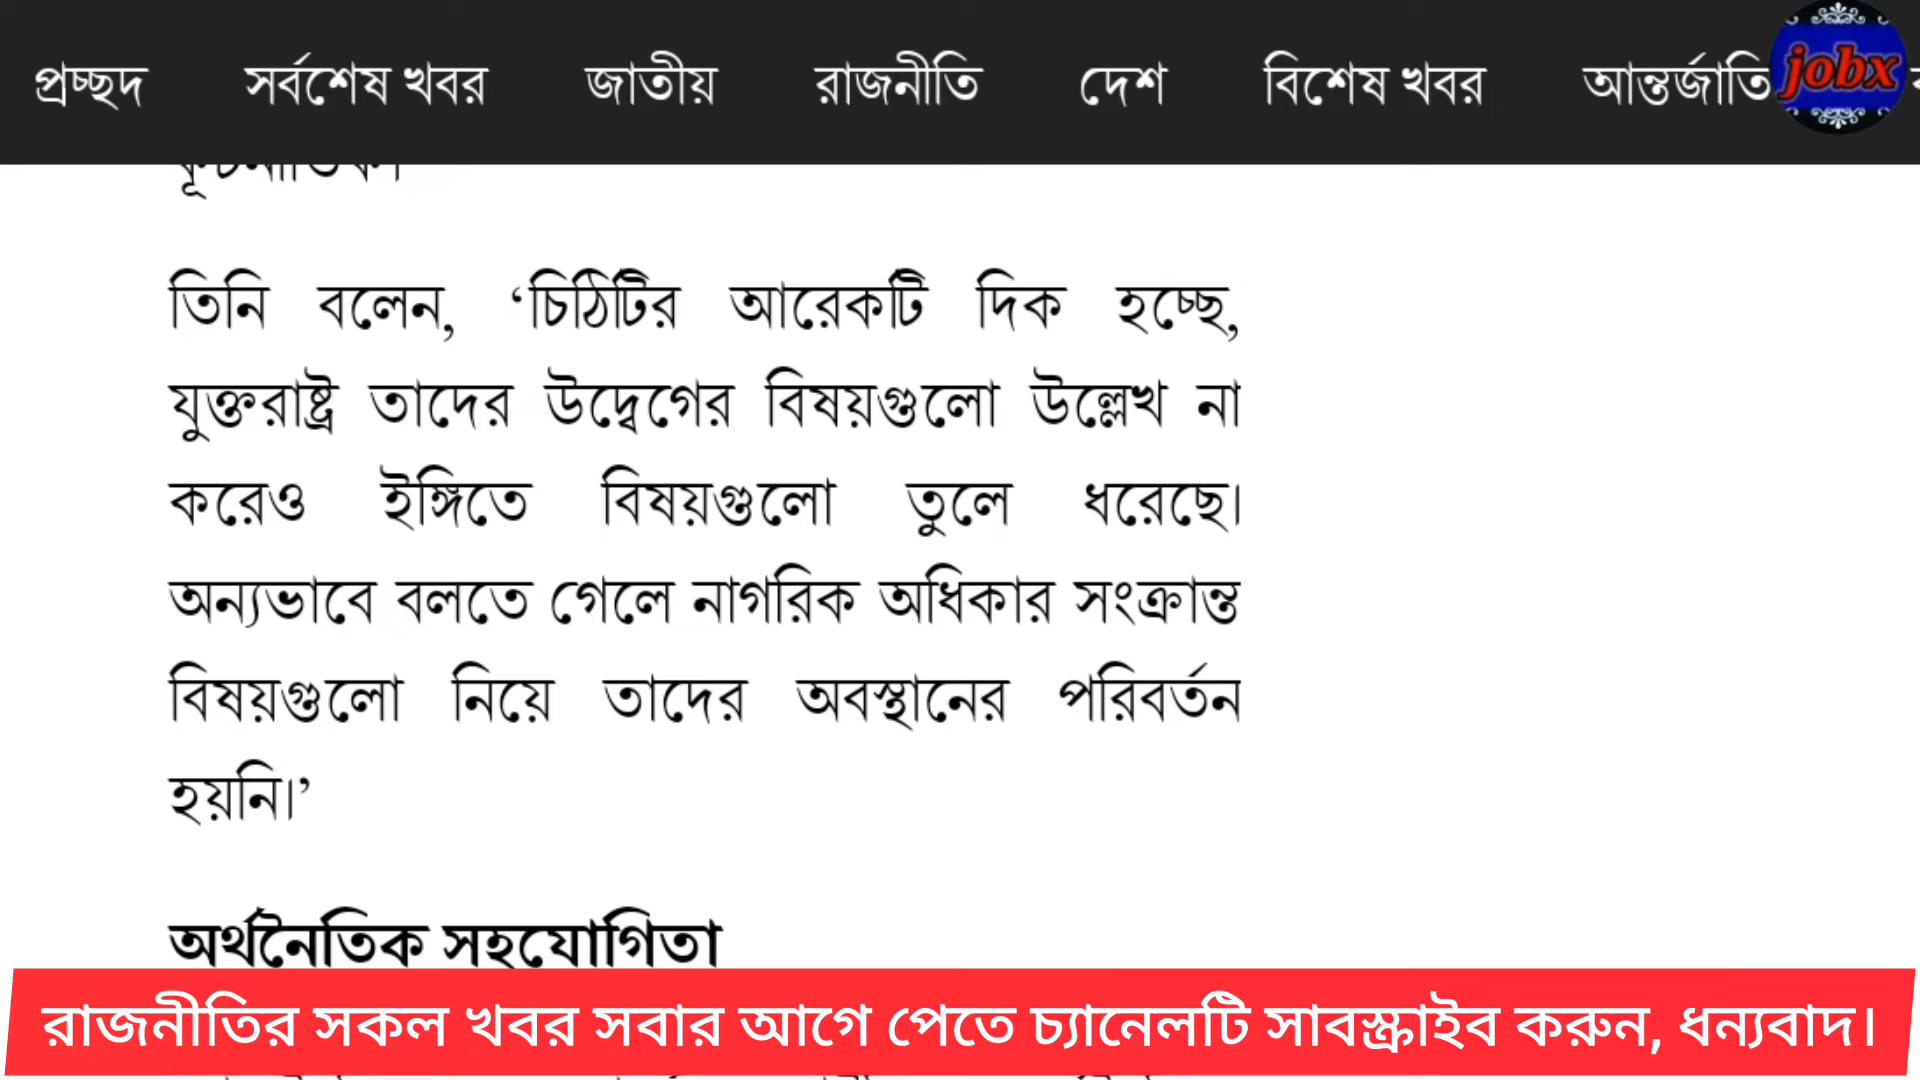 প্রচ্ছদ সর্বশেষ খবর জাতীয় রাজনীতি দেশ বিশেষ খবর আন্তর্জাতি
jobx
তিনি বলেন, ‘চিঠিটির আরেকটি দিক হচ্ছে,
যুক্তরাষ্ট্র তাদের উদ্বেগের বিষয়গুলো উল্লেখ না
করেও ইঙ্গিতে বিষয়গুলো তুলে ধরেছে।
অন্যভাবে বলতে গেলে নাগরিক অধিকার সংক্রান্ত
বিষয়গুলো নিয়ে তাদের অবস্থানের পরিবর্তন
হয়নি।’
অর্থনৈতিক সহযোগিতা
রাজনীতির সকল খবর সবার আগে পেতে চ্যানেলটি সাবস্ক্রাইব করুন, ধন্যবাদ।